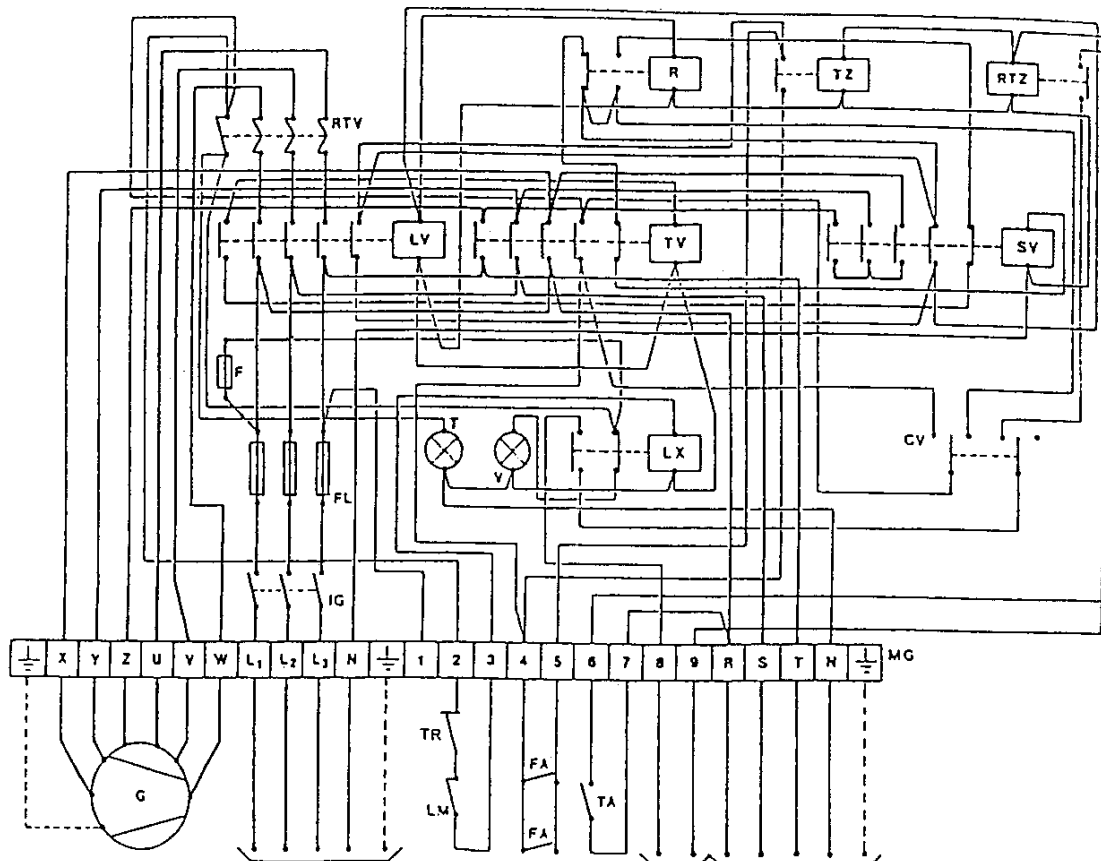 R
TZ
RTZ
RTV
LV
TV
SV
F
T
V
LX
CV
FL
IG
X Y Z U V W L1 L2 L3 N 1 2 3 4 5 6 7 8 9 R S T N MG
TR
FA
G
LM
TA
FA